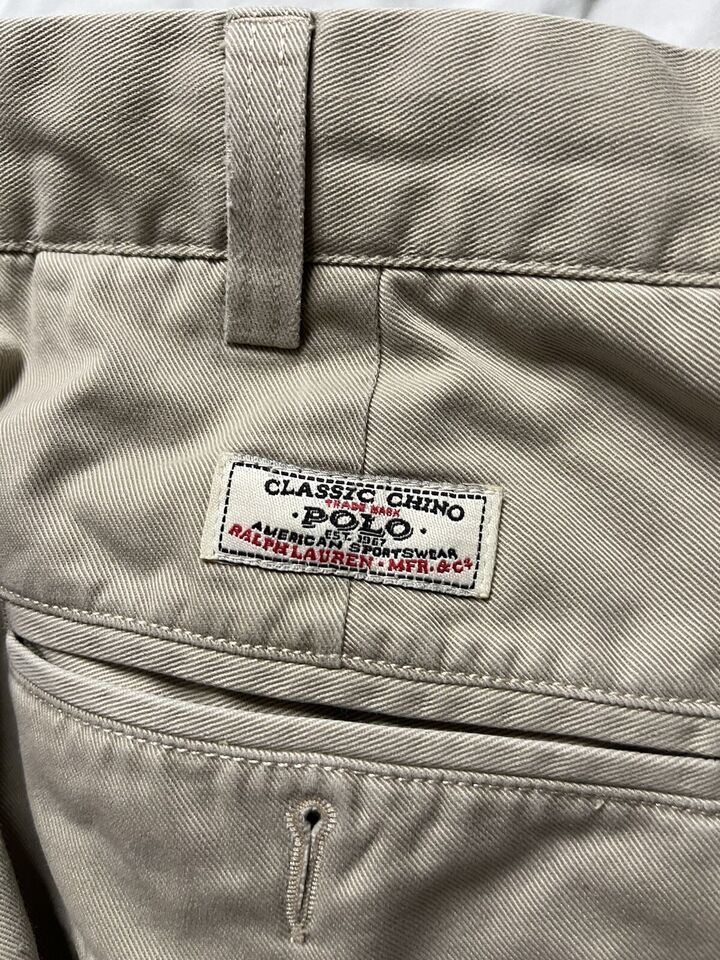 CLASSIC CHINO
TRADE MARK
·POLO·
EST. 1967
AMERICAN SPORTSWEAR
RALPH LAUREN · MFR. & Co